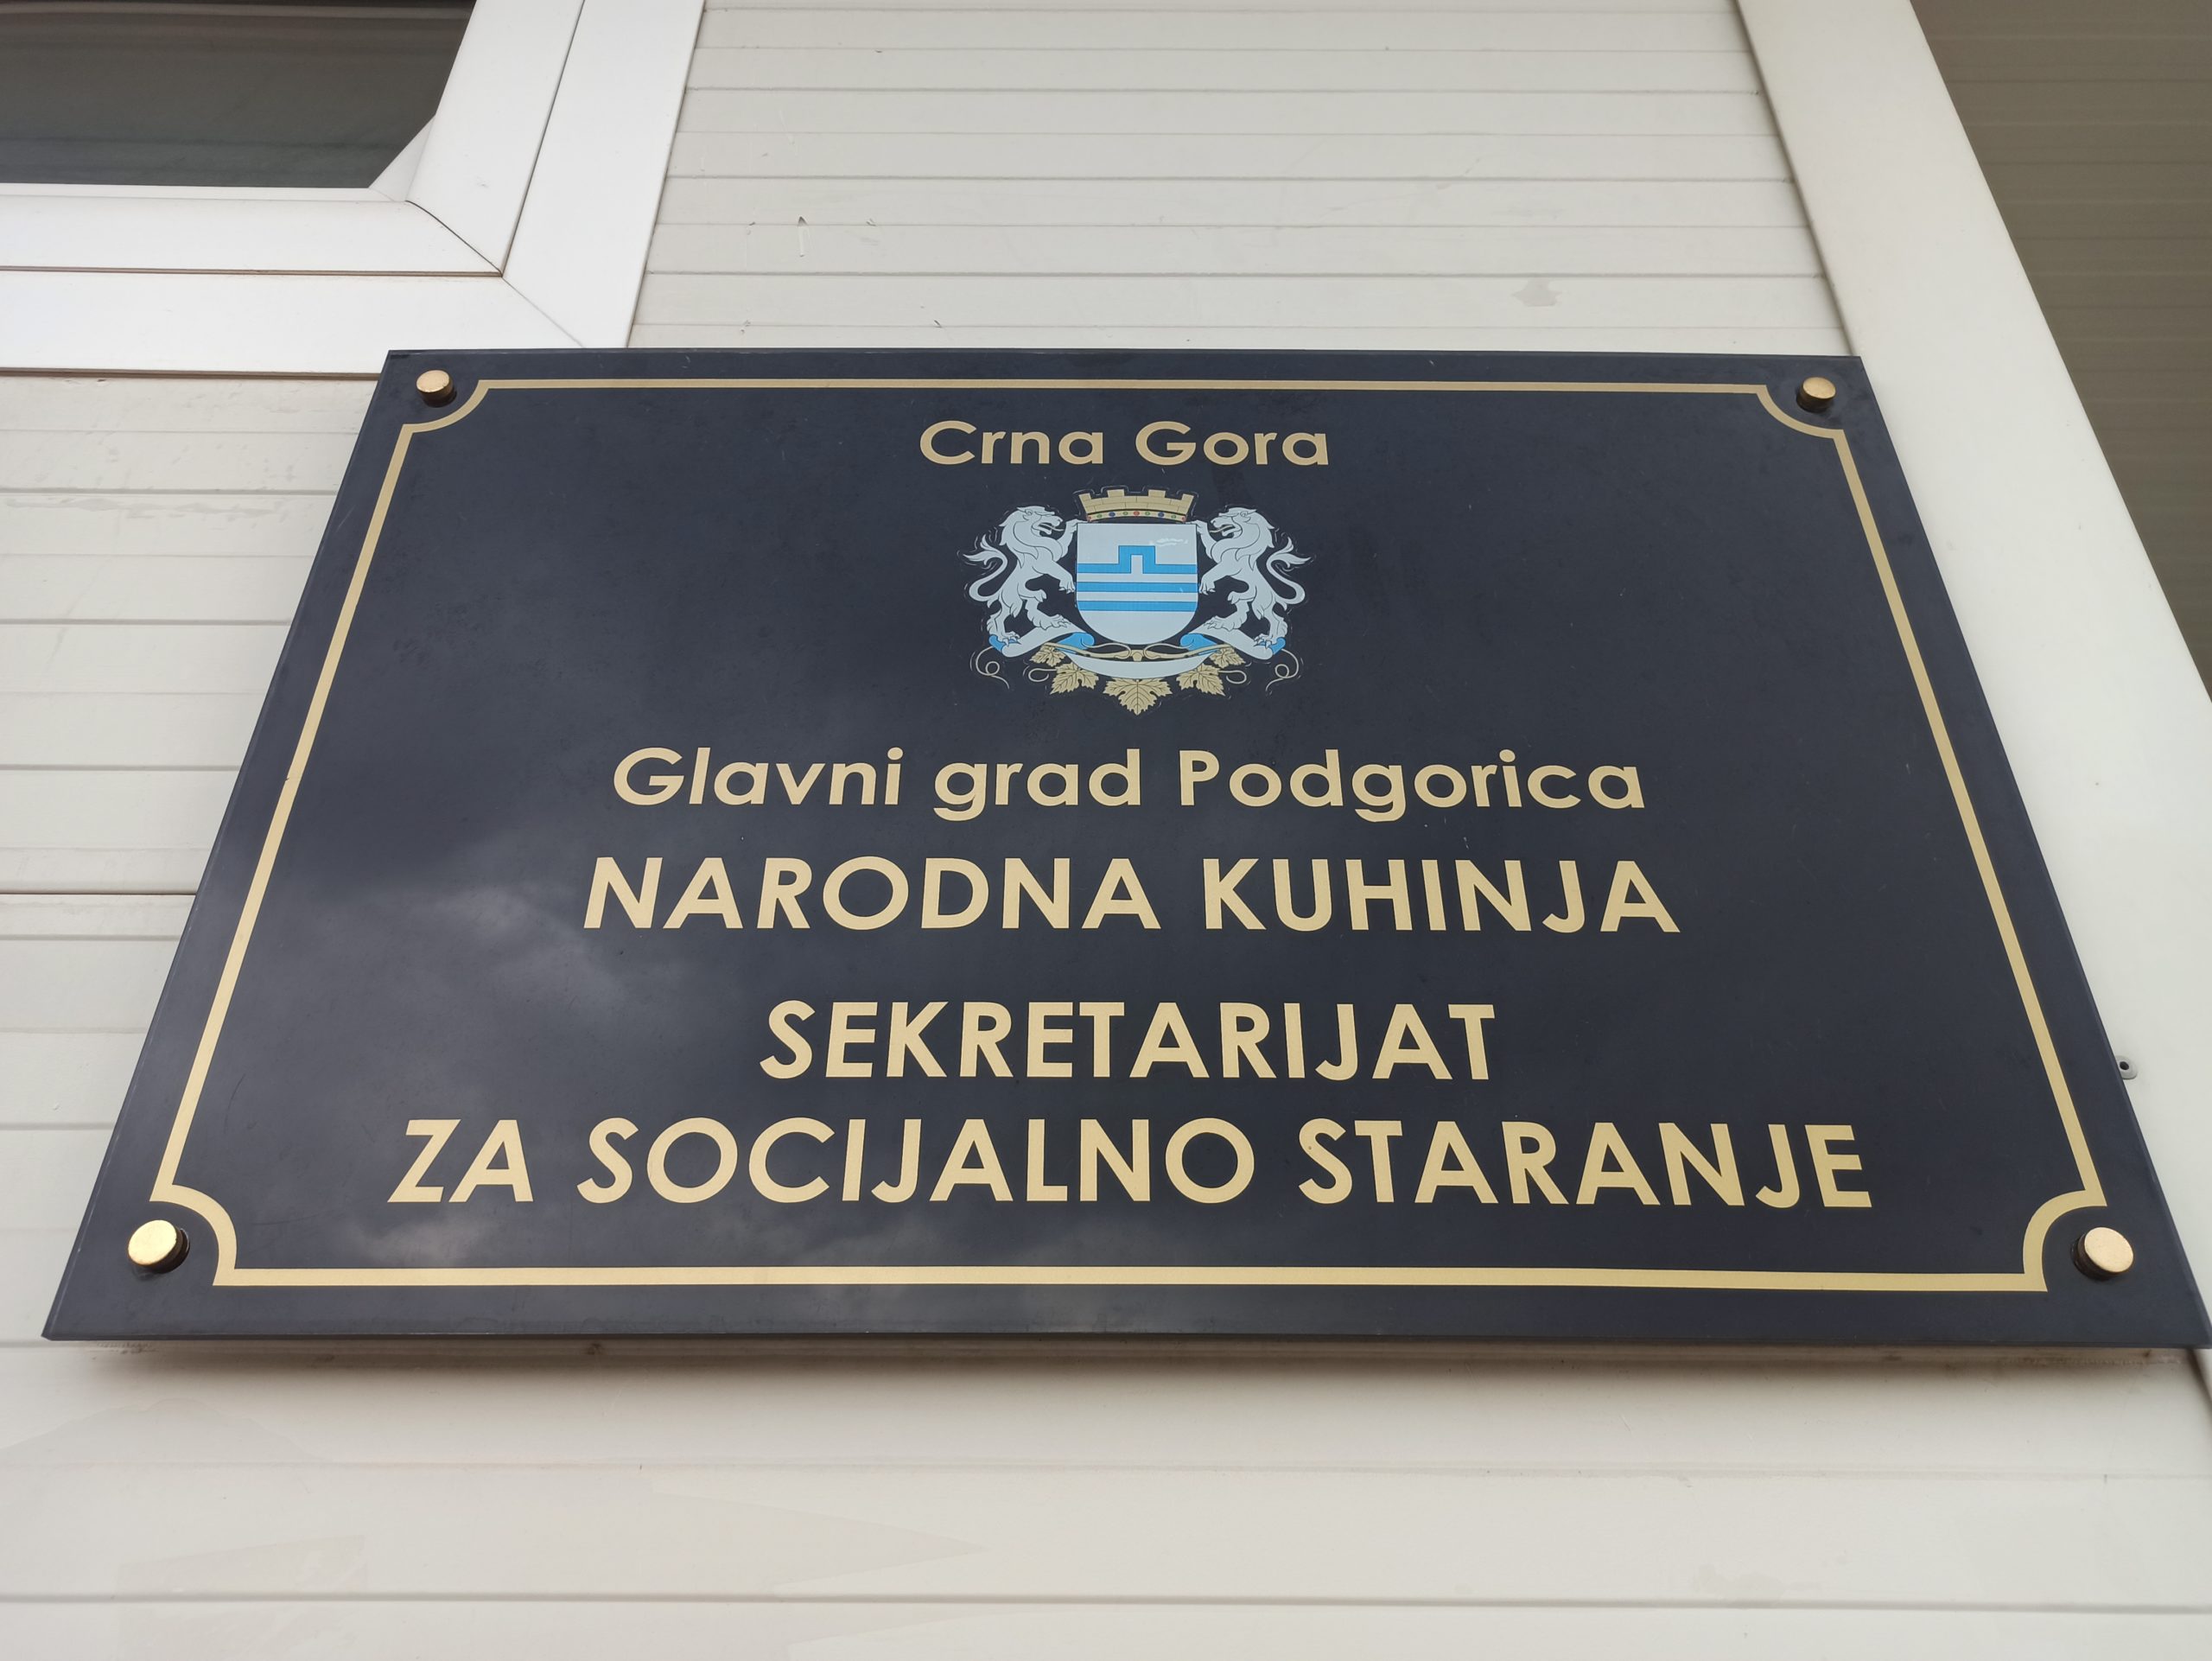 Crna Gora
Glavni grad Podgorica
NARODNA KUHINJA
SEKRETARIJAT
ZA SOCIJALNO STARANJE